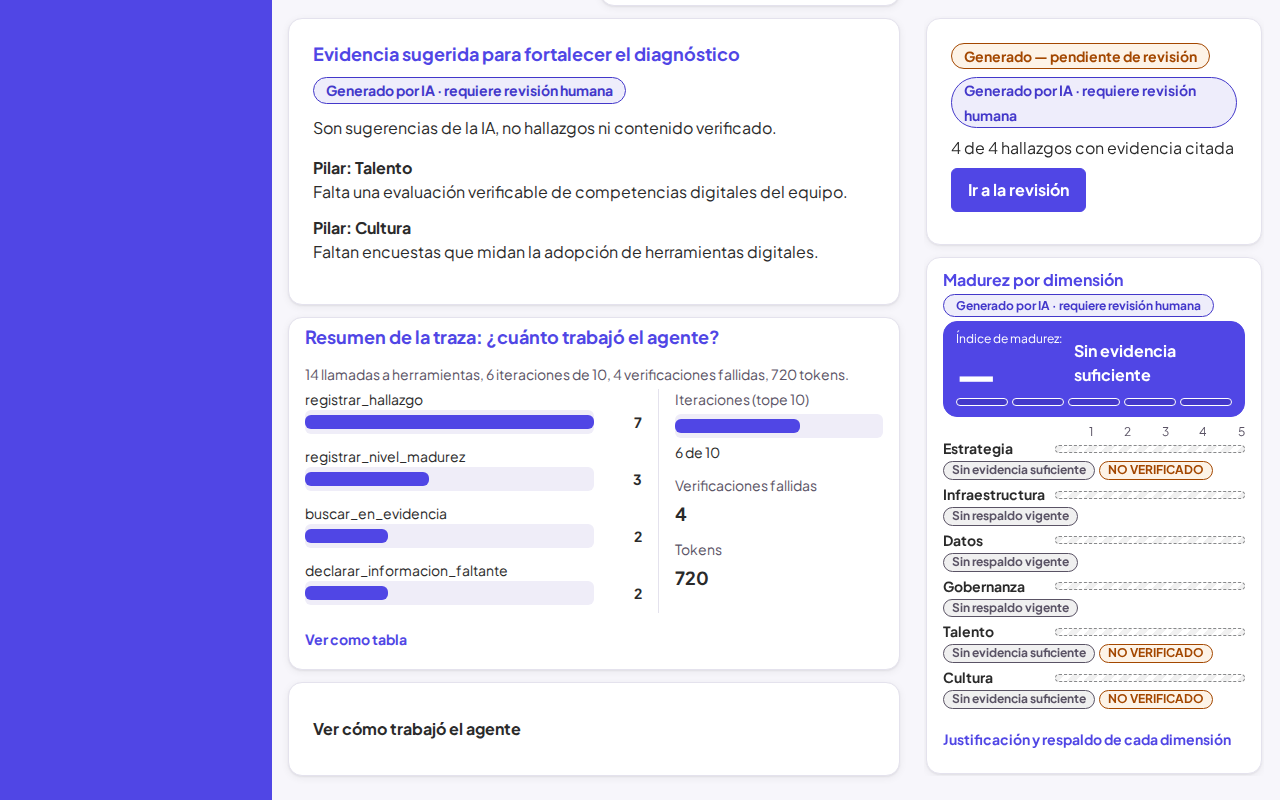 Evidencia sugerida para fortalecer el diagnóstico
Generado por IA · requiere revisión humana
Son sugerencias de la IA, no hallazgos ni contenido verificado.
Pilar: Talento
Falta una evaluación verificable de competencias digitales del equipo.
Pilar: Cultura
Faltan encuestas que midan la adopción de herramientas digitales.
Resumen de la traza: ¿cuánto trabajó el agente?
14 llamadas a herramientas, 6 iteraciones de 10, 4 verificaciones fallidas, 720 tokens.
registrar_hallazgo
7
registrar_nivel_madurez
3
buscar_en_evidencia
2
declarar_informacion_faltante
2
Iteraciones (tope 10)
6 de 10
Verificaciones fallidas
4
Tokens
720
Ver como tabla
Ver cómo trabajó el agente
Generado — pendiente de revisión
Generado por IA · requiere revisión
humana
4 de 4 hallazgos con evidencia citada
Ir a la revisión
Madurez por dimensión
Generado por IA · requiere revisión humana
Índice de madurez:
—
Sin evidencia
suficiente
1 2 3 4 5
Estrategia
Sin evidencia suficiente NO VERIFICADO
Infraestructura
Sin respaldo vigente
Datos
Sin respaldo vigente
Gobernanza
Sin respaldo vigente
Talento
Sin evidencia suficiente NO VERIFICADO
Cultura
Sin evidencia suficiente NO VERIFICADO
Justificación y respaldo de cada dimensión